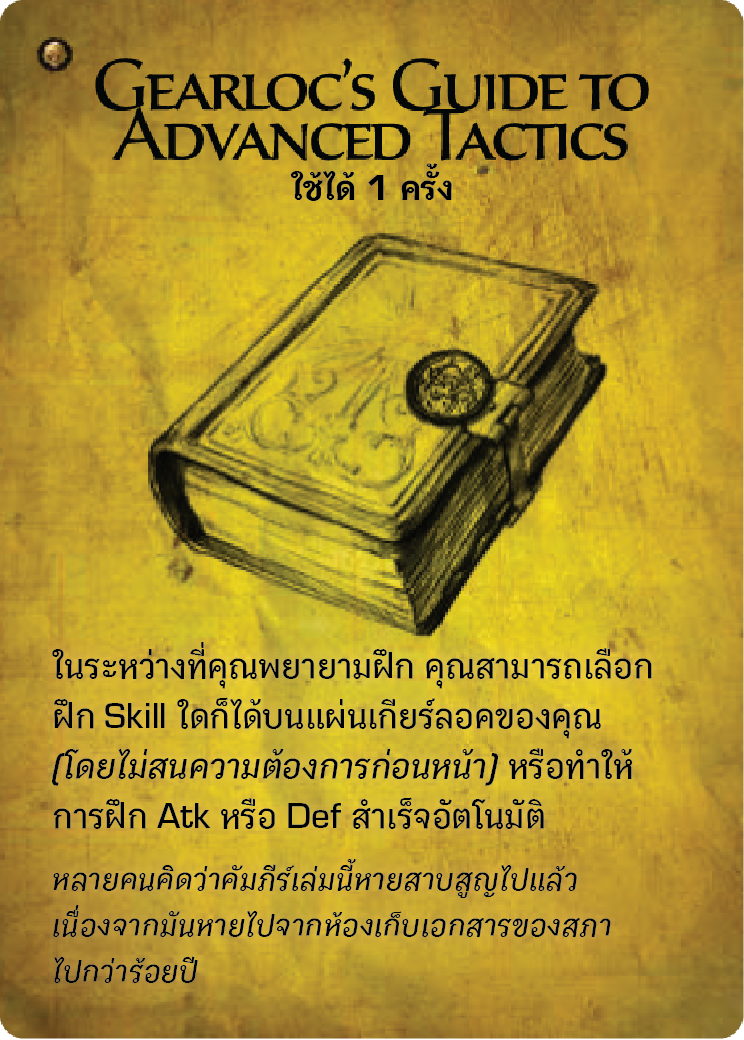 GEARLOC'S GUIDE TO
ADVANCED TACTICS
ใช้ได้ 1 ครั้ง
ในระหว่างที่คุณพยายามฝึก คุณสามารถเลือก
ฝึก Skill ใดก็ได้บนแผ่นเกียร์ลอคของคุณ
(โดยไม่สนความต้องการก่อนหน้า) หรือทำให้
การฝึก Atk หรือ Def สำเร็จอัตโนมัติ
หลายคนคิดว่าคัมภีร์เล่มนี้หายสาบสูญไปแล้ว
เนื่องจากมันหายไปจากห้องเก็บเอกสารของสภา
ไปกว่าร้อยปี